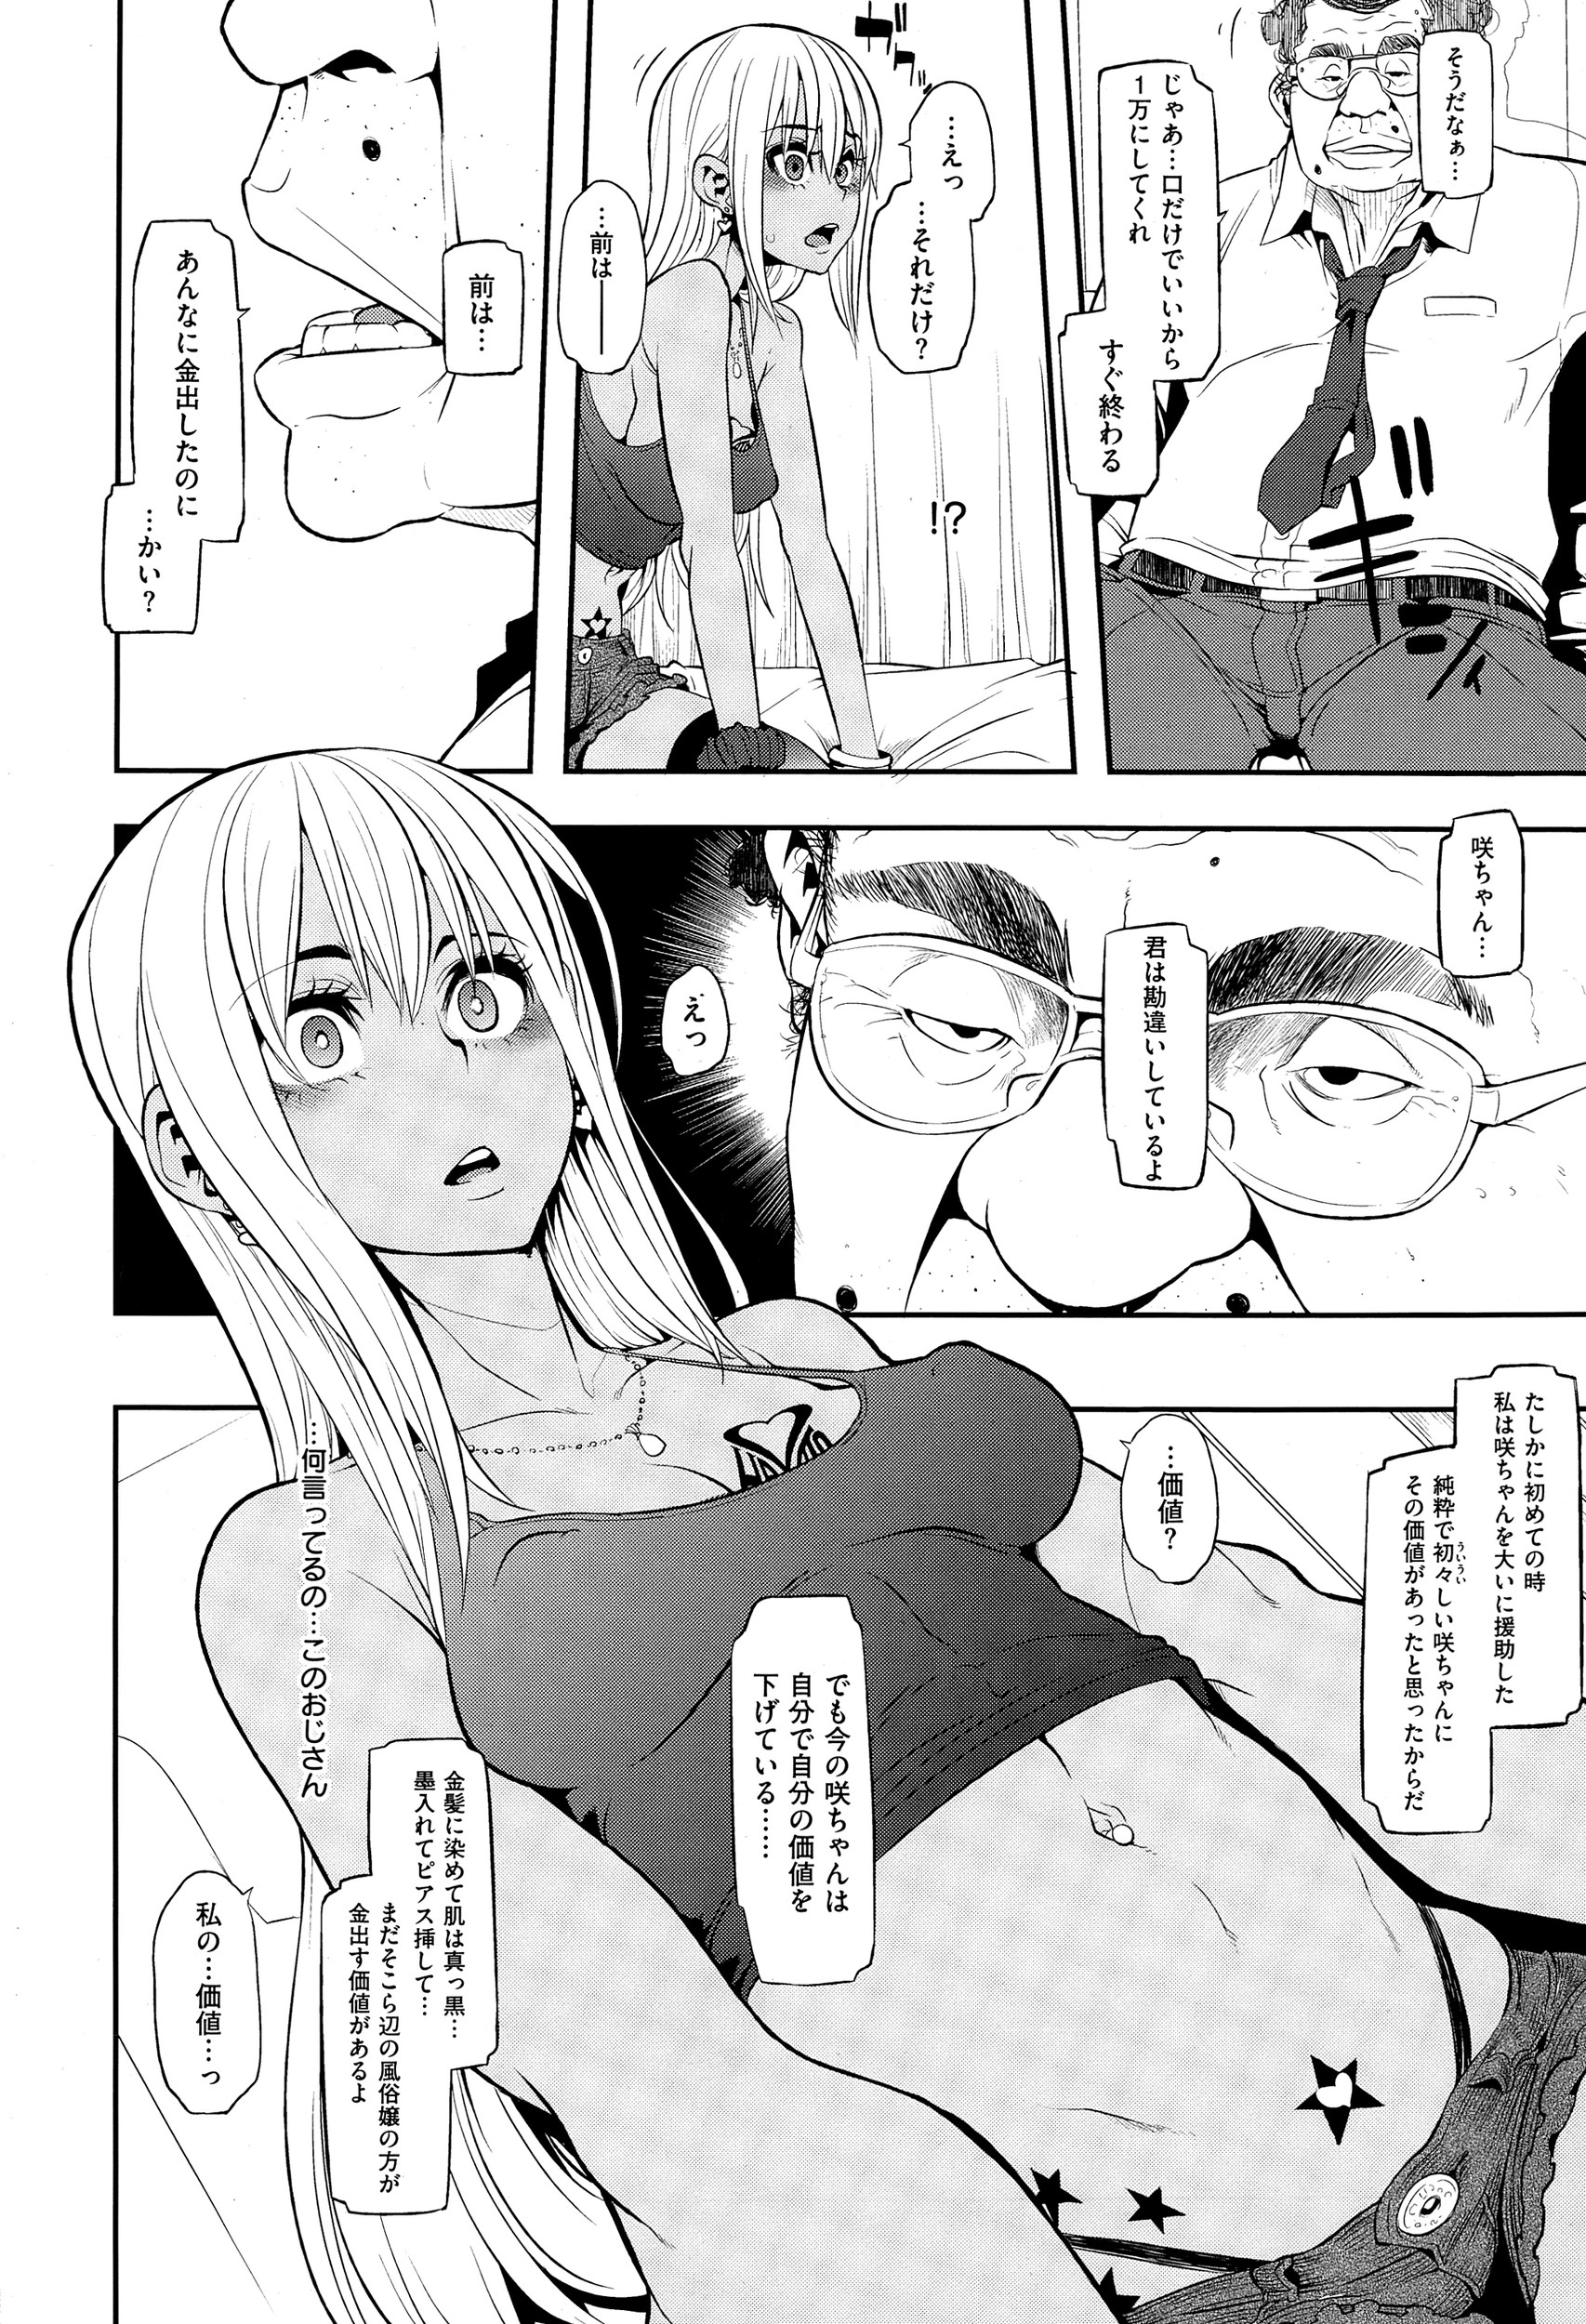 そうだなぁ…
じゃあ…口だけでいいから
1万にしてくれ
すぐ終わる
…えっ
…それだけ?
!?
…前は――
前は…
あんなに金出したのに
…かい?
咲ちゃん…
君は勘違いしているよ
えっ
たしかに初めての時
私は咲ちゃんを大いに援助した
純粋で初々しい咲ちゃんに
ういうい
その価値があったと思ったからだ
…価値?
でも今の咲ちゃんは
自分で自分の価値を
下げている……
…何言ってるの…このおじさん
金髪に染めて肌は真っ黒…
墨入れてピアス挿して…
まだそこら辺の風俗嬢の方が
金出す価値があるよ
私の…価値…っ